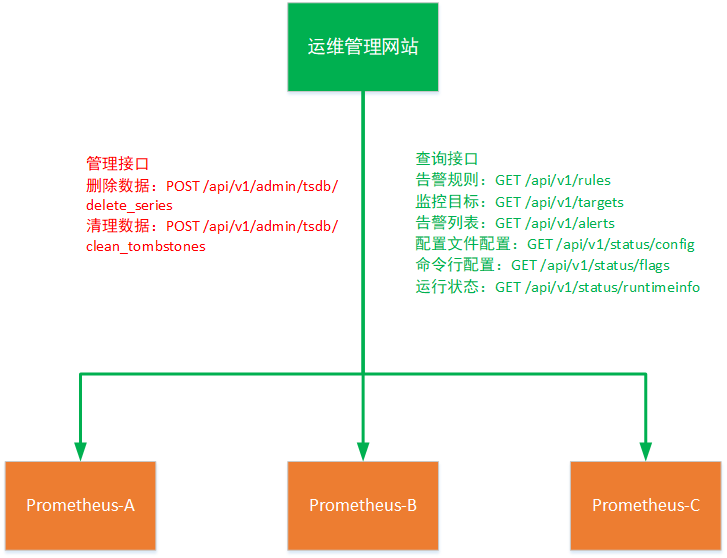 运维管理网站
管理接口
删除数据：POST /api/v1/admin/tsdb/
delete_series
清理数据：POST /api/v1/admin/tsdb/
clean_tombstones
查询接口
告警规则：GET /api/v1/rules
监控目标：GET /api/v1/targets
告警列表：GET /api/v1/alerts
配置文件配置：GET /api/v1/status/config
命令行配置：GET /api/v1/status/flags
运行状态：GET /api/v1/status/runtimeinfo
Prometheus-A
Prometheus-B
Prometheus-C